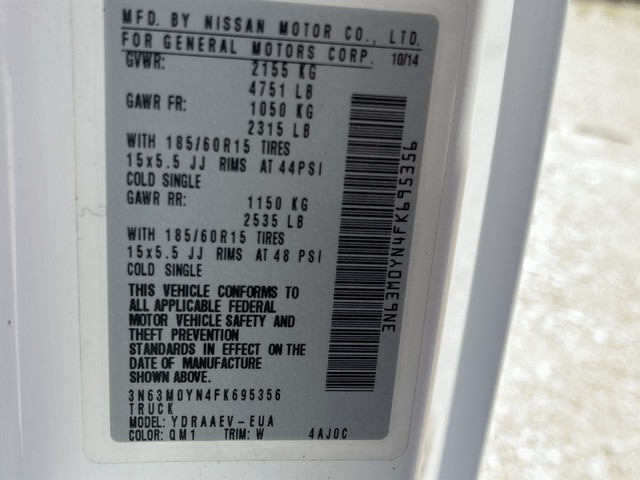 MFD. BY NISSAN MOTOR CO., LTD.
FOR GENERAL MOTORS CORP. 10/14
GVWR: 2155 KG
4751 LB
GAWR FR: 1050 KG
2315 LB
WITH 185/60R15 TIRES
15x5.5 JJ RIMS AT 44PSI
COLD SINGLE
GAWR RR: 1150 KG
2535 LB
WITH 185/60R15 TIRES
15x5.5 JJ RIMS AT 48 PSI
COLD SINGLE
THIS VEHICLE CONFORMS TO
ALL APPLICABLE FEDERAL
MOTOR VEHICLE SAFETY AND
THEFT PREVENTION
STANDARDS IN EFFECT ON THE
DATE OF MANUFACTURE
SHOWN ABOVE.
3N63M0YN4FK695356
TRUCK
MODEL: YDRAAEV-EUA
COLOR: QM1 TRIM: W 4AJ0C
3N63M0YN4FK695356